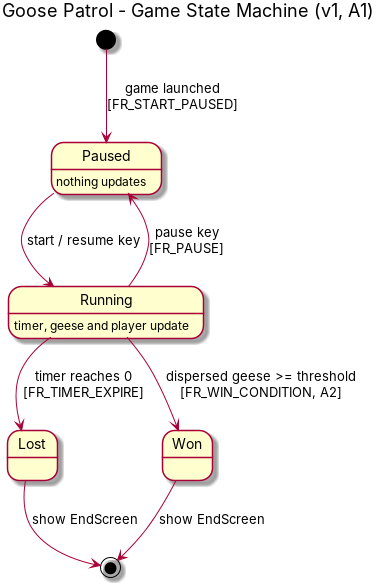 Goose Patrol - Game State Machine (v1, A1)
game launched
[FR_START_PAUSED]
Paused
nothing updates
start / resume key
pause key
[FR_PAUSE]
Running
timer, geese and player update
timer reaches 0
[FR_TIMER_EXPIRE]
dispersed geese >= threshold
[FR_WIN_CONDITION, A2]
Lost
Won
show EndScreen
show EndScreen